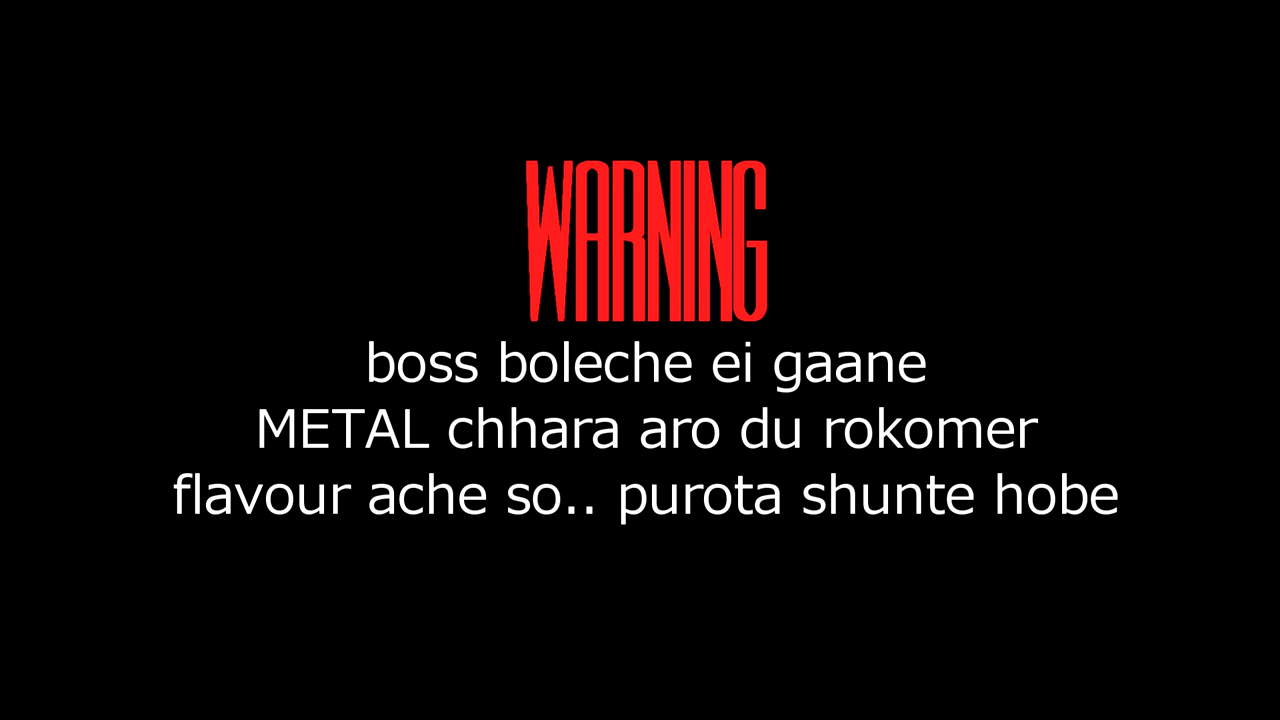 WARNING
boss boleche ei gaane
METAL chhara aro du rokomer
flavour ache so.. purota shunte hobe